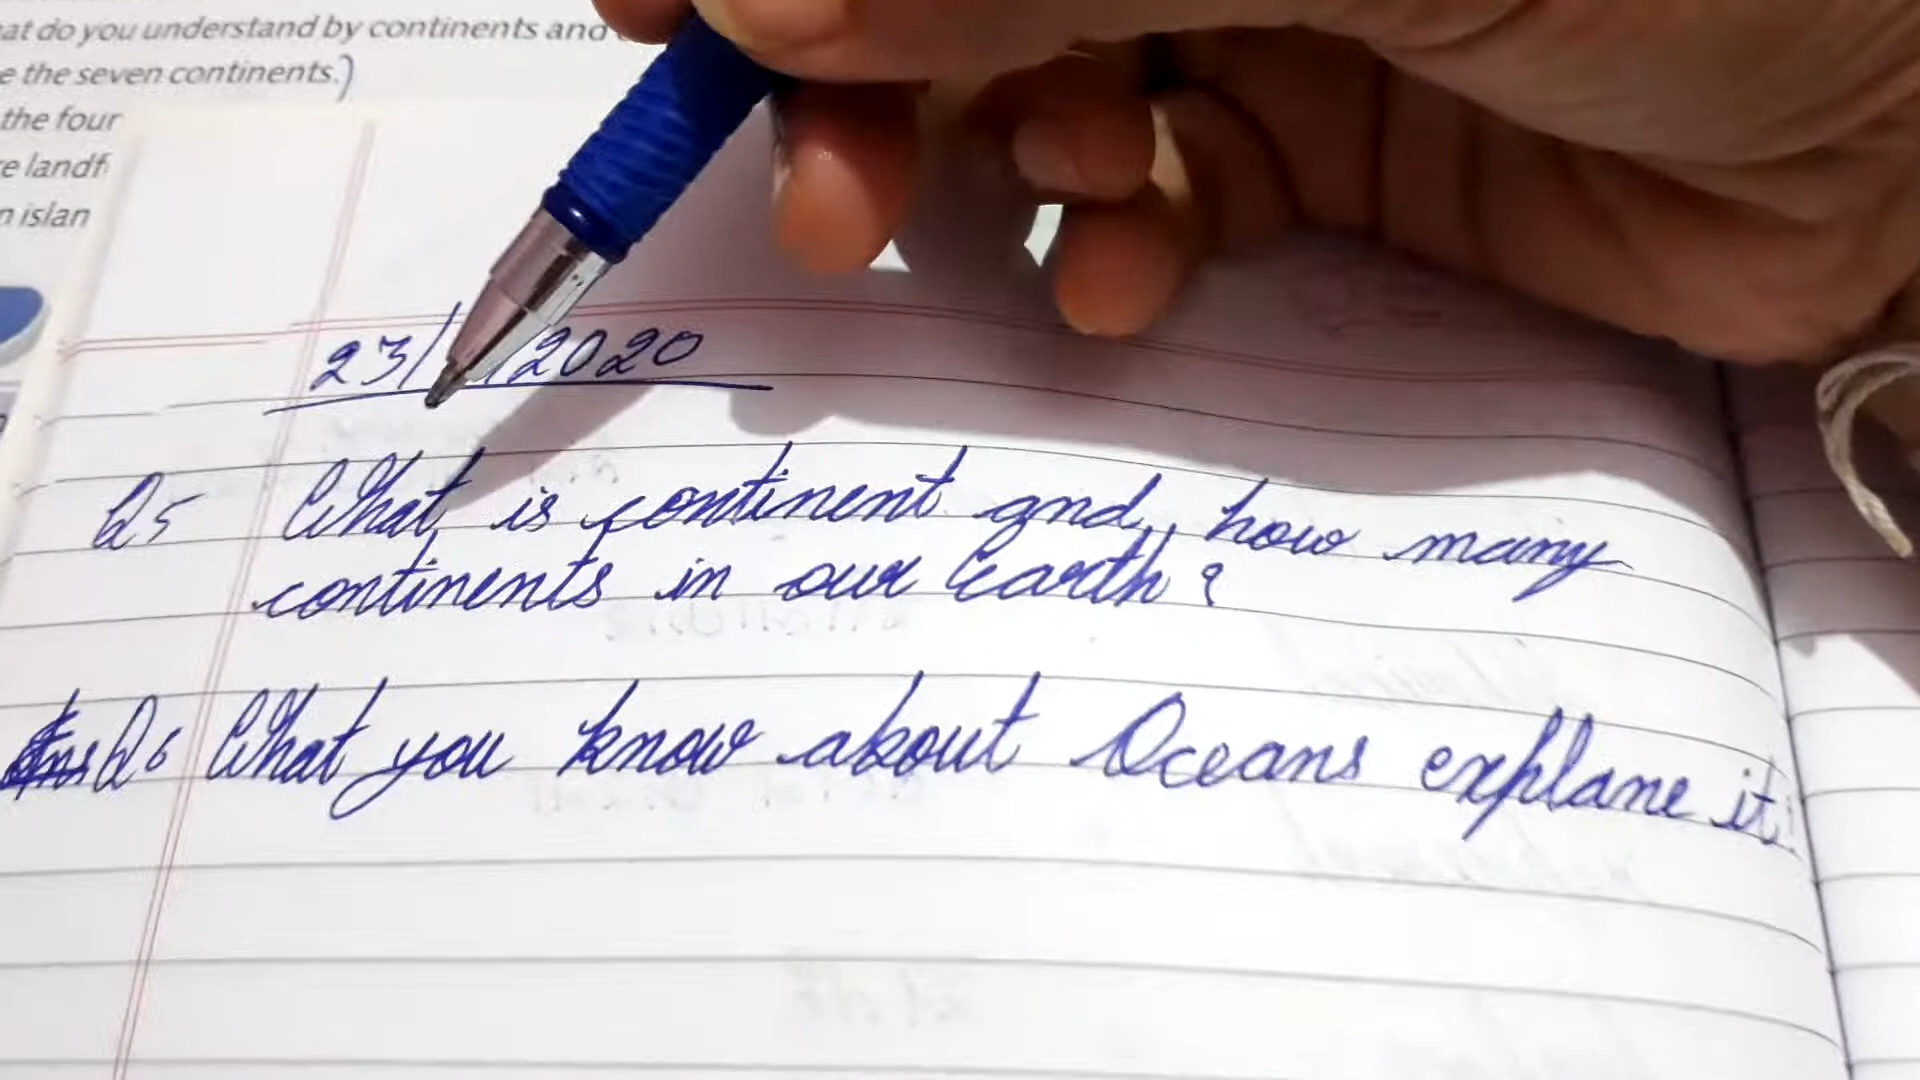 at do you understand by continents and
e the seven continents.)
the four
e landf
n islan
23/ /2020
Q5 What is continent and, how many
continents in our Earth?
Q6 What you know about Oceans explane it.